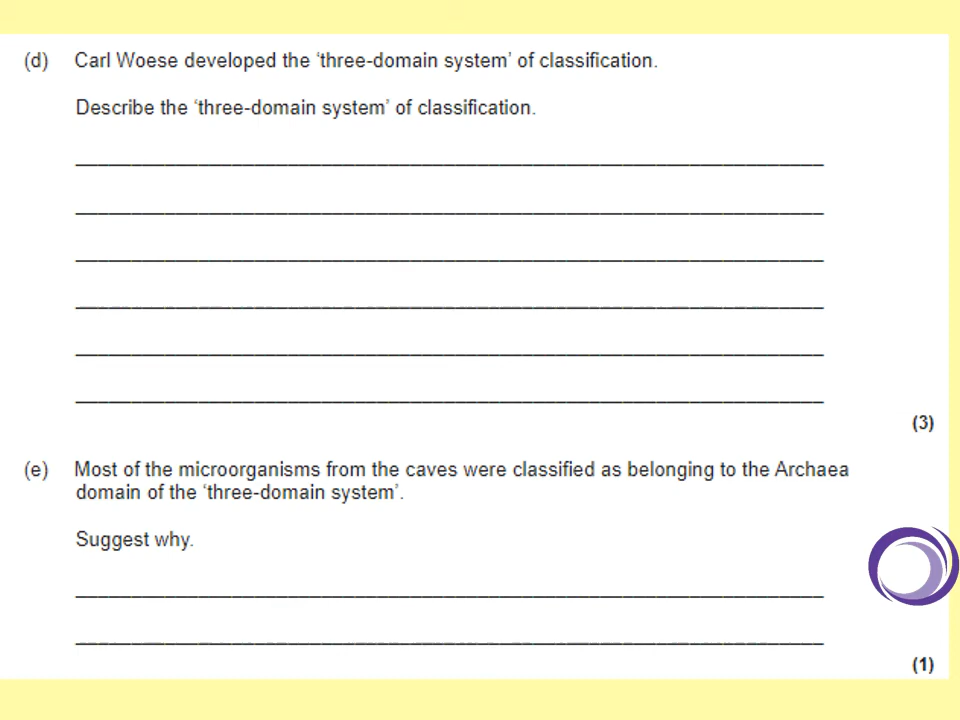 (d) Carl Woese developed the ‘three-domain system’ of classification.
Describe the ‘three-domain system’ of classification.
(3)
(e) Most of the microorganisms from the caves were classified as belonging to the Archaea
domain of the ‘three-domain system’.
Suggest why.
(1)